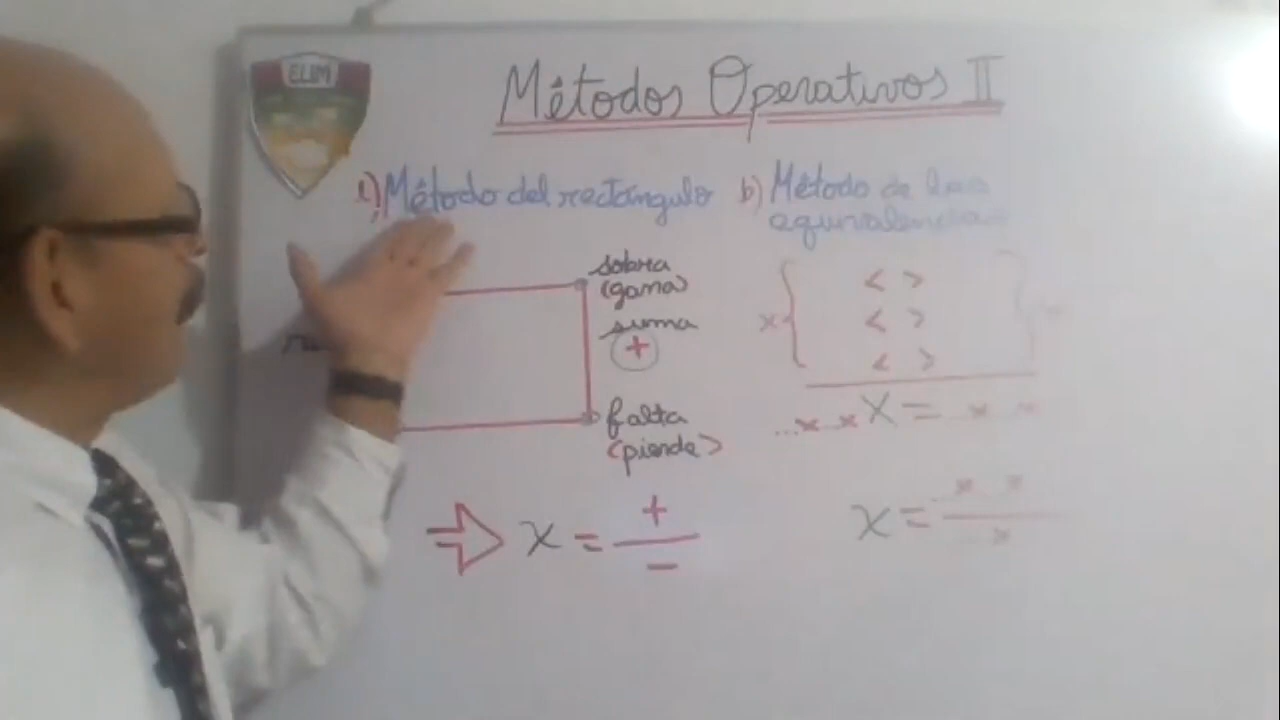 ELIM
Métodos Operativos II
Método del rectángulo
b) Método de las
equivalencias
sobra
(gana)
suma
+
falta
(pierde)
x = + / -
x { < >
< >
< >
...x x X = x x
x = x x / x